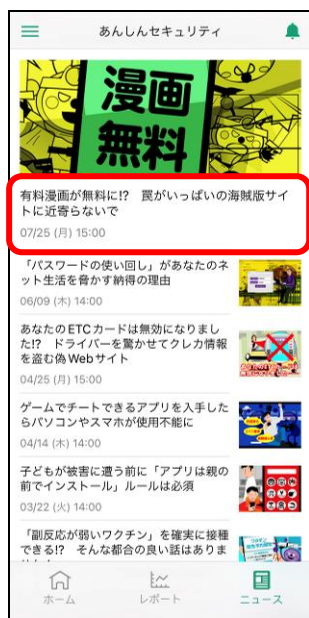 あんしんセキュリティ
漫画
無料
有料漫画が無料に!? 罠がいっぱいの海賊版サイ
トに近寄らないで
07/25 (月) 15:00
「パスワードの使い回し」があなたのネ
ット生活を脅かす納得の理由
06/09 (木) 14:00
あなたのETCカードは無効になりまし
た!? ドライバーを驚かせてクレカ情報
を盗む偽Webサイト
04/25 (月) 15:00
ゲームでチートできるアプリを入手した
らパソコンやスマホが使用不能に
04/14 (木) 14:00
子どもが被害に遭う前に「アプリは親の
前でインストール」ルールは必須
03/22 (火) 14:00
「副反応が弱いワクチン」を確実に接種
できる!? そんな都合の良い話はありま
ホーム
レポート
ニュース